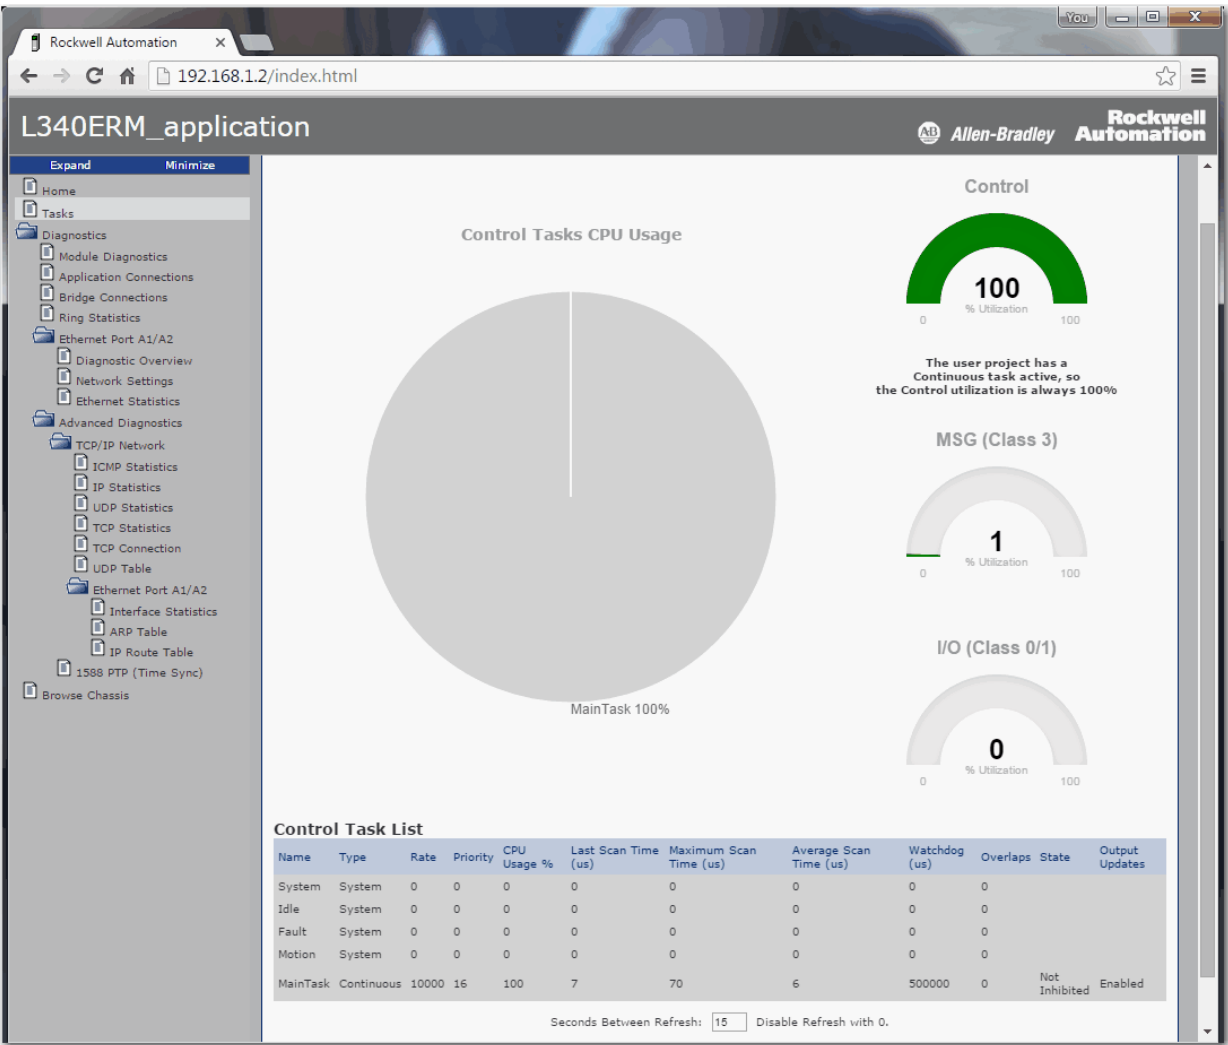 You
Rockwell Automation
192.168.1.2/index.html
L340ERM_application
AB Allen-Bradley
Rockwell
Automation
Expand Minimize
Home
Tasks
Diagnostics
Module Diagnostics
Application Connections
Bridge Connections
Ring Statistics
Ethernet Port A1/A2
Diagnostic Overview
Network Settings
Ethernet Statistics
Advanced Diagnostics
TCP/IP Network
ICMP Statistics
IP Statistics
UDP Statistics
TCP Statistics
TCP Connection
UDP Table
Ethernet Port A1/A2
Interface Statistics
ARP Table
IP Route Table
1588 PTP (Time Sync)
Browse Chassis
Control Tasks CPU Usage
MainTask 100%
Control
100
% Utilization
0 100
The user project has a
Continuous task active, so
the Control utilization is always 100%
MSG (Class 3)
1
% Utilization
0 100
I/O (Class 0/1)
0
% Utilization
0 100
Control Task List
Name Type Rate Priority CPU Usage % Last Scan Time (us) Maximum Scan Time (us) Average Scan Time (us) Watchdog (us) Overlaps State Output Updates
System System 0 0 0 0 0 0 0 0
Idle System 0 0 0 0 0 0 0 0
Fault System 0 0 0 0 0 0 0 0
Motion System 0 0 0 0 0 0 0 0
MainTask Continuous 10000 16 100 7 70 6 500000 0 Not Inhibited Enabled
Seconds Between Refresh: 15 Disable Refresh with 0.